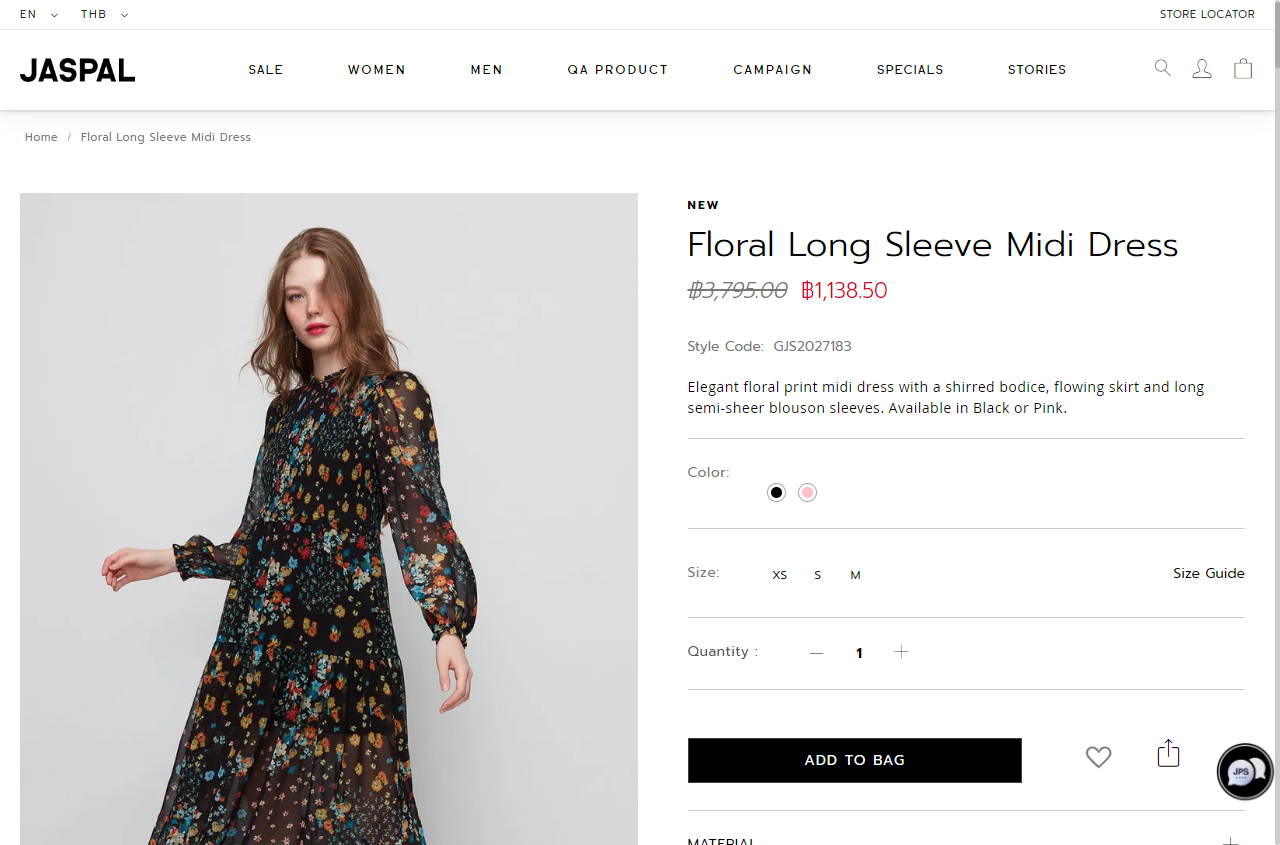 EN THB STORE LOCATOR
JASPAL SALE WOMEN MEN QA PRODUCT CAMPAIGN SPECIALS STORIES
Home / Floral Long Sleeve Midi Dress
NEW
Floral Long Sleeve Midi Dress
฿3,795.00 ฿1,138.50
Style Code: GJS2027183
Elegant floral print midi dress with a shirred bodice, flowing skirt and long
semi-sheer blouson sleeves. Available in Black or Pink.
Color:
Size: XS S M Size Guide
Quantity : 1
ADD TO BAG
JPS
MATERIAL